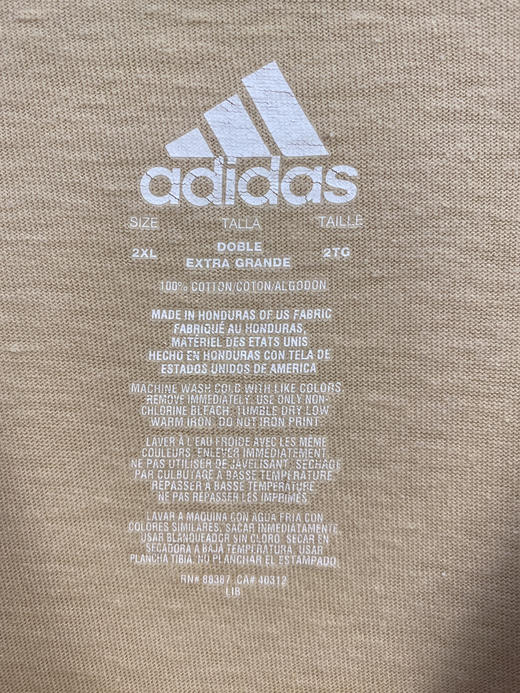 adidas
SIZE TALLA TAILLE
2XL DOBLE EXTRA GRANDE 2TG
100% COTTON/COTON/ALGODON
MADE IN HONDURAS OF US FABRIC
FABRIQUÉ AU HONDURAS,
MATÉRIEL DES ETATS UNIS
HECHO EN HONDURAS CON TELA DE
ESTADOS UNIDOS DE AMERICA
MACHINE WASH COLD WITH LIKE COLORS,
REMOVE IMMEDIATELY. USE ONLY NON-
CHLORINE BLEACH. TUMBLE DRY LOW.
WARM IRON. DO NOT IRON PRINT.
LAVER À L'EAU FROIDE AVEC LES MÊME
COULEURS. ENLEVER IMMEDIATEMENT.
NE PAS UTILISER DE JAVELISANT. SECHAGE
PAR CULBUTAGE À BASSE TEMPÉRATURE.
REPASSER A BASSE TEMPÉRATURE.
NE PAS REPASSER LES IMPRIMÉS.
LAVAR A MAQUINA CON AGUA FRIA CON
COLORES SIMILARES. SACAR INMEDIATAMENTE.
USAR BLANQUEADOR SIN CLORO. SECAR EN
SECADORA A BAJA TEMPERATURA. USAR
PLANCHA TIBIA. NO PLANCHAR EL ESTAMPADO.
RN# 88387 CA# 40312
LIB